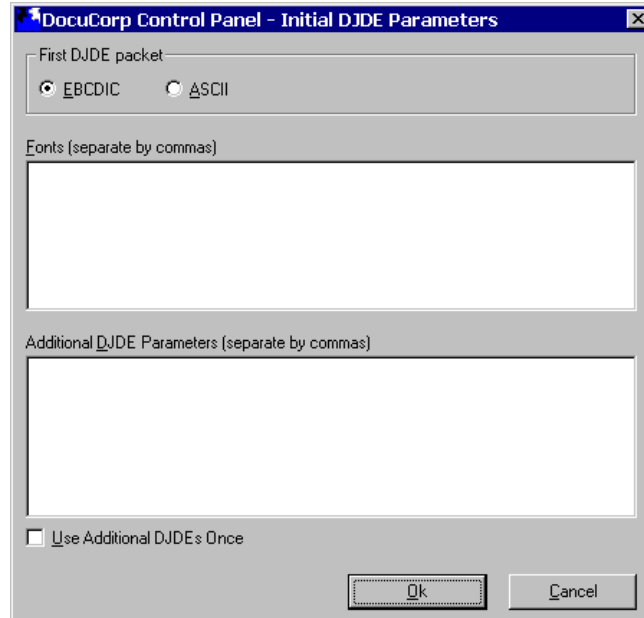 DocuCorp Control Panel - Initial DJDE Parameters
First DJDE packet
EBCDIC ASCII
Fonts (separate by commas)
Additional DJDE Parameters (separate by commas)
Use Additional DJDEs Once
Ok Cancel